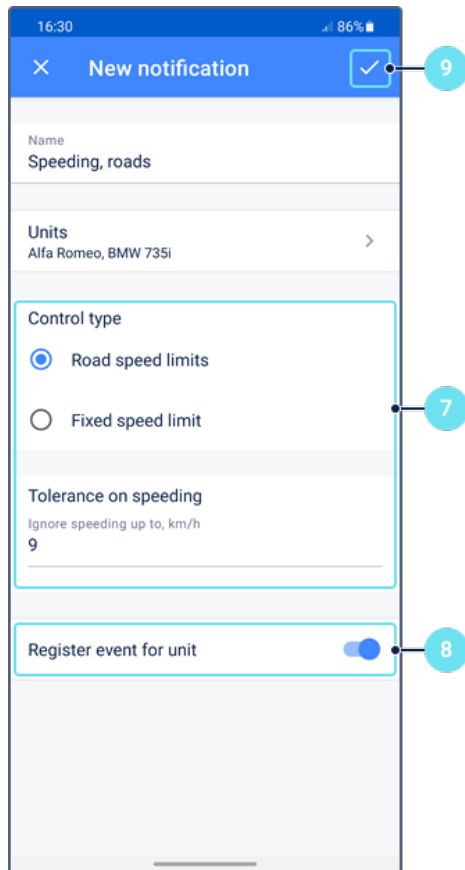 16:30 86%
New notification
9
Name
Speeding, roads
Units
Alfa Romeo, BMW 735i
Control type
Road speed limits
7
Fixed speed limit
Tolerance on speeding
Ignore speeding up to, km/h
9
Register event for unit
8